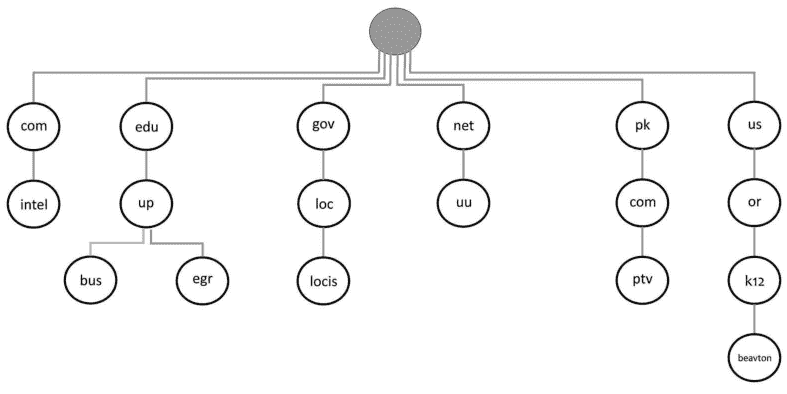 com edu gov net pk us
intel up loc uu com or
bus egr locis ptv k12
beavton